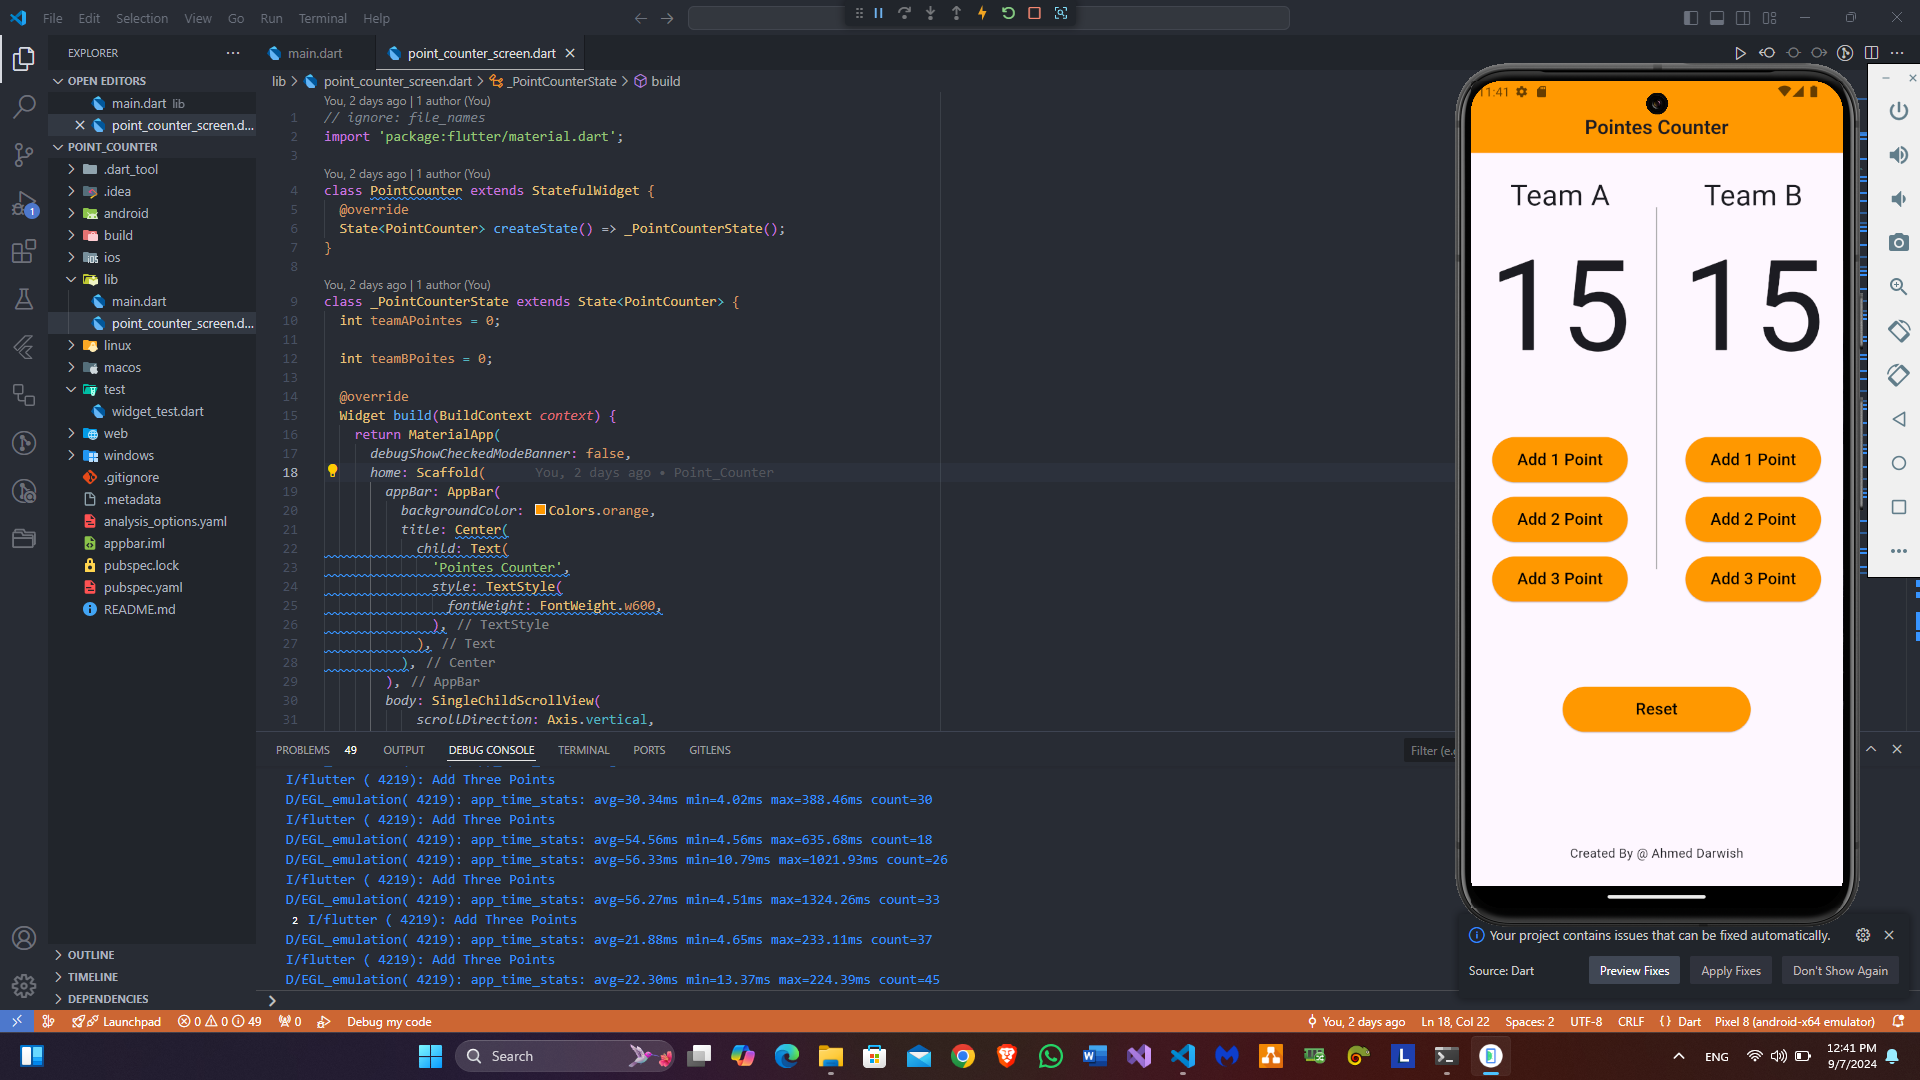 File Edit Selection View Go Run Terminal Help
EXPLORER
OPEN EDITORS
main.dart lib
point_counter_screen.d...
POINT_COUNTER
.dart_tool
.idea
android
build
ios
lib
main.dart
point_counter_screen.d...
linux
macos
test
widget_test.dart
web
windows
.gitignore
.metadata
analysis_options.yaml
appbar.iml
pubspec.lock
pubspec.yaml
README.md
OUTLINE
TIMELINE
DEPENDENCIES
1
main.dart
point_counter_screen.dart
lib > point_counter_screen.dart > _PointCounterState > build
You, 2 days ago | 1 author (You)
1 // ignore: file_names
2 import 'package:flutter/material.dart';
3
You, 2 days ago | 1 author (You)
4 class PointCounter extends StatefulWidget {
5 @override
6 State<PointCounter> createState() => _PointCounterState();
7 }
8
You, 2 days ago | 1 author (You)
9 class _PointCounterState extends State<PointCounter> {
10 int teamAPointes = 0;
11
12 int teamBPoites = 0;
13
14 @override
15 Widget build(BuildContext context) {
16 return MaterialApp(
17 debugShowCheckedModeBanner: false,
18 home: Scaffold( You, 2 days ago • Point_Counter
19 appBar: AppBar(
20 backgroundColor: Colors.orange,
21 title: Center(
22 child: Text(
23 'Pointes Counter',
24 style: TextStyle(
25 fontWeight: FontWeight.w600,
26 ), // TextStyle
27 ), // Text
28 ), // Center
29 ), // AppBar
30 body: SingleChildScrollView(
31 scrollDirection: Axis.vertical,
PROBLEMS 49 OUTPUT DEBUG CONSOLE TERMINAL PORTS GITLENS
Filter (e.g
I/flutter ( 4219): Add Three Points
D/EGL_emulation( 4219): app_time_stats: avg=30.34ms min=4.02ms max=388.46ms count=30
I/flutter ( 4219): Add Three Points
D/EGL_emulation( 4219): app_time_stats: avg=54.56ms min=4.56ms max=635.68ms count=18
D/EGL_emulation( 4219): app_time_stats: avg=56.33ms min=10.79ms max=1021.93ms count=26
I/flutter ( 4219): Add Three Points
D/EGL_emulation( 4219): app_time_stats: avg=56.27ms min=4.51ms max=1324.26ms count=33
2 I/flutter ( 4219): Add Three Points
D/EGL_emulation( 4219): app_time_stats: avg=21.88ms min=4.65ms max=233.11ms count=37
I/flutter ( 4219): Add Three Points
D/EGL_emulation( 4219): app_time_stats: avg=22.30ms min=13.37ms max=224.39ms count=45
11:41
Pointes Counter
Team A Team B
15 15
Add 1 Point Add 1 Point
Add 2 Point Add 2 Point
Add 3 Point Add 3 Point
Reset
Created By @ Ahmed Darwish
Your project contains issues that can be fixed automatically.
Source: Dart Preview Fixes Apply Fixes Don't Show Again
Launchpad 0 0 49 0 Debug my code You, 2 days ago Ln 18, Col 22 Spaces: 2 UTF-8 CRLF {} Dart Pixel 8 (android-x64 emulator)
Search
ENG
12:41 PM
9/7/2024